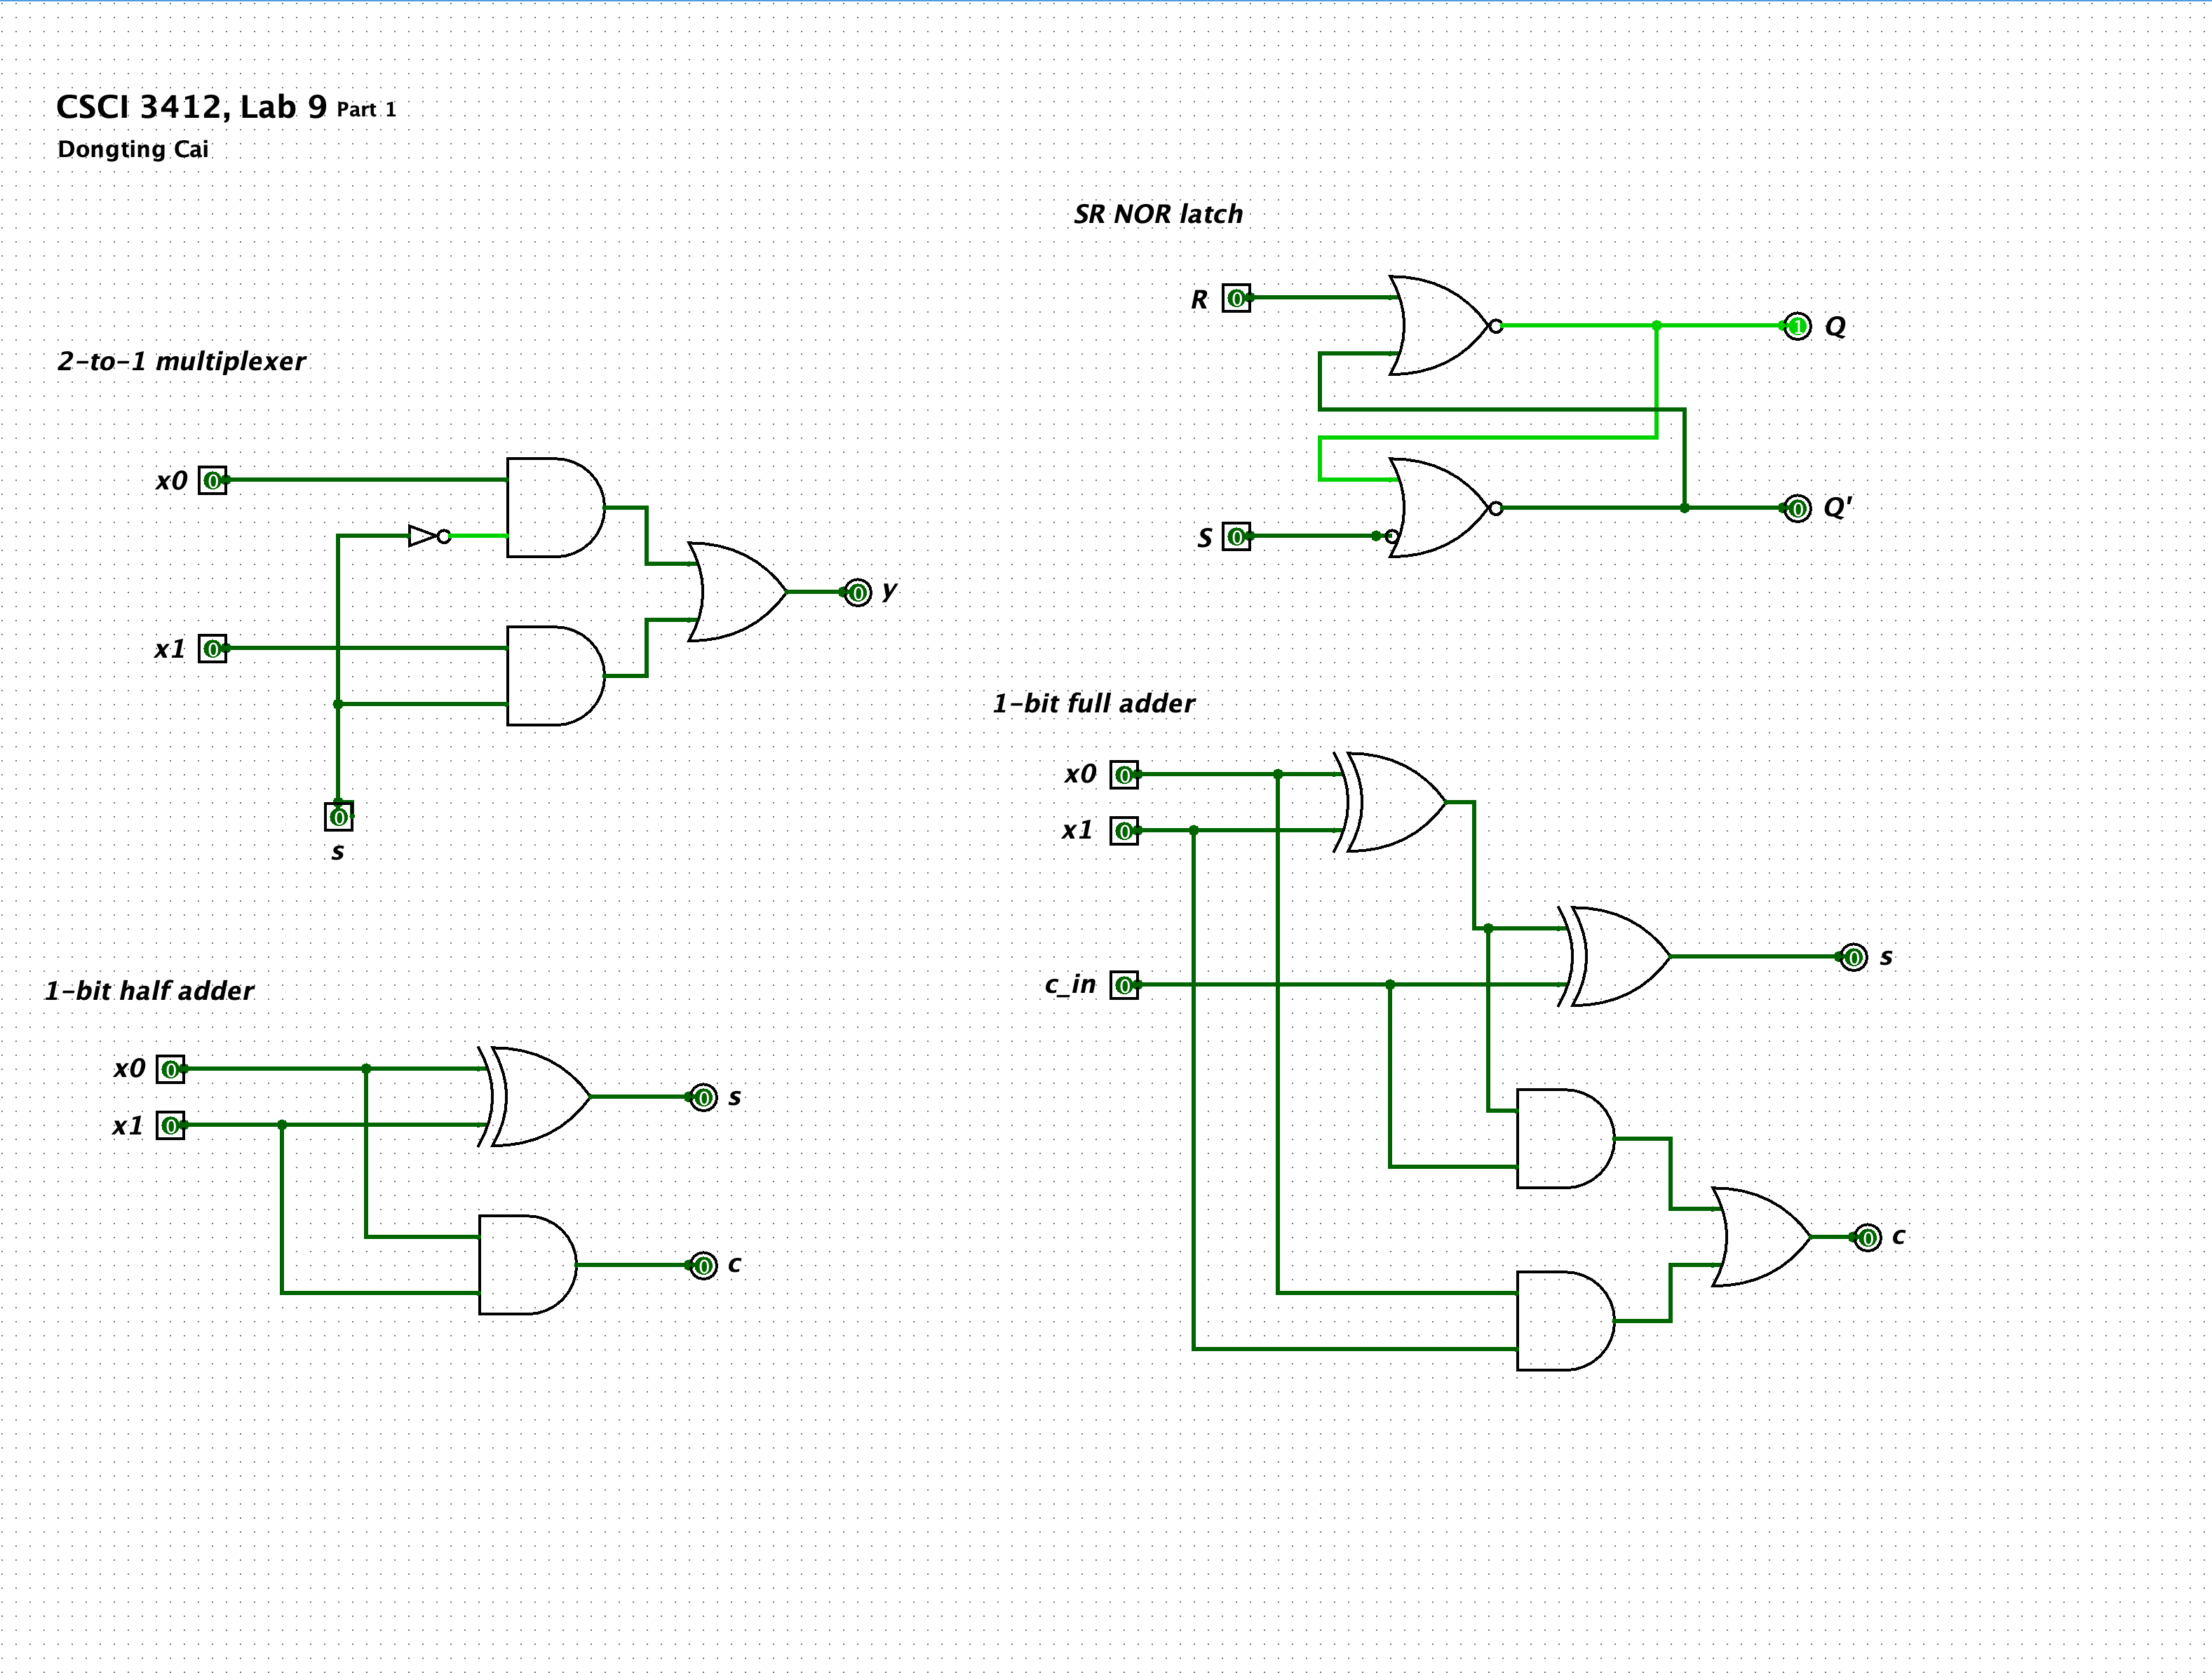 CSCI 3412, Lab 9 Part 1
Dongting Cai
2-to-1 multiplexer
x0 0
x1 0
0
s
0 y
SR NOR latch
R 0
1 Q
S 0
0 Q'
1-bit half adder
x0 0
x1 0
0 s
0 c
1-bit full adder
x0 0
x1 0
c_in 0
0 s
0 c